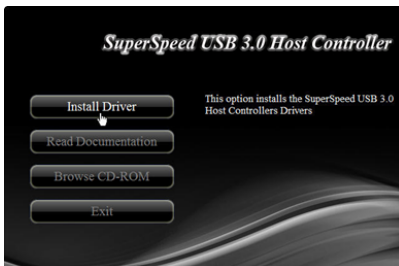 SuperSpeed USB 3.0 Host Controller
Install Driver
This option installs the SuperSpeed USB 3.0
Host Controllers Drivers
Read Documentation
Browse CD-ROM
Exit